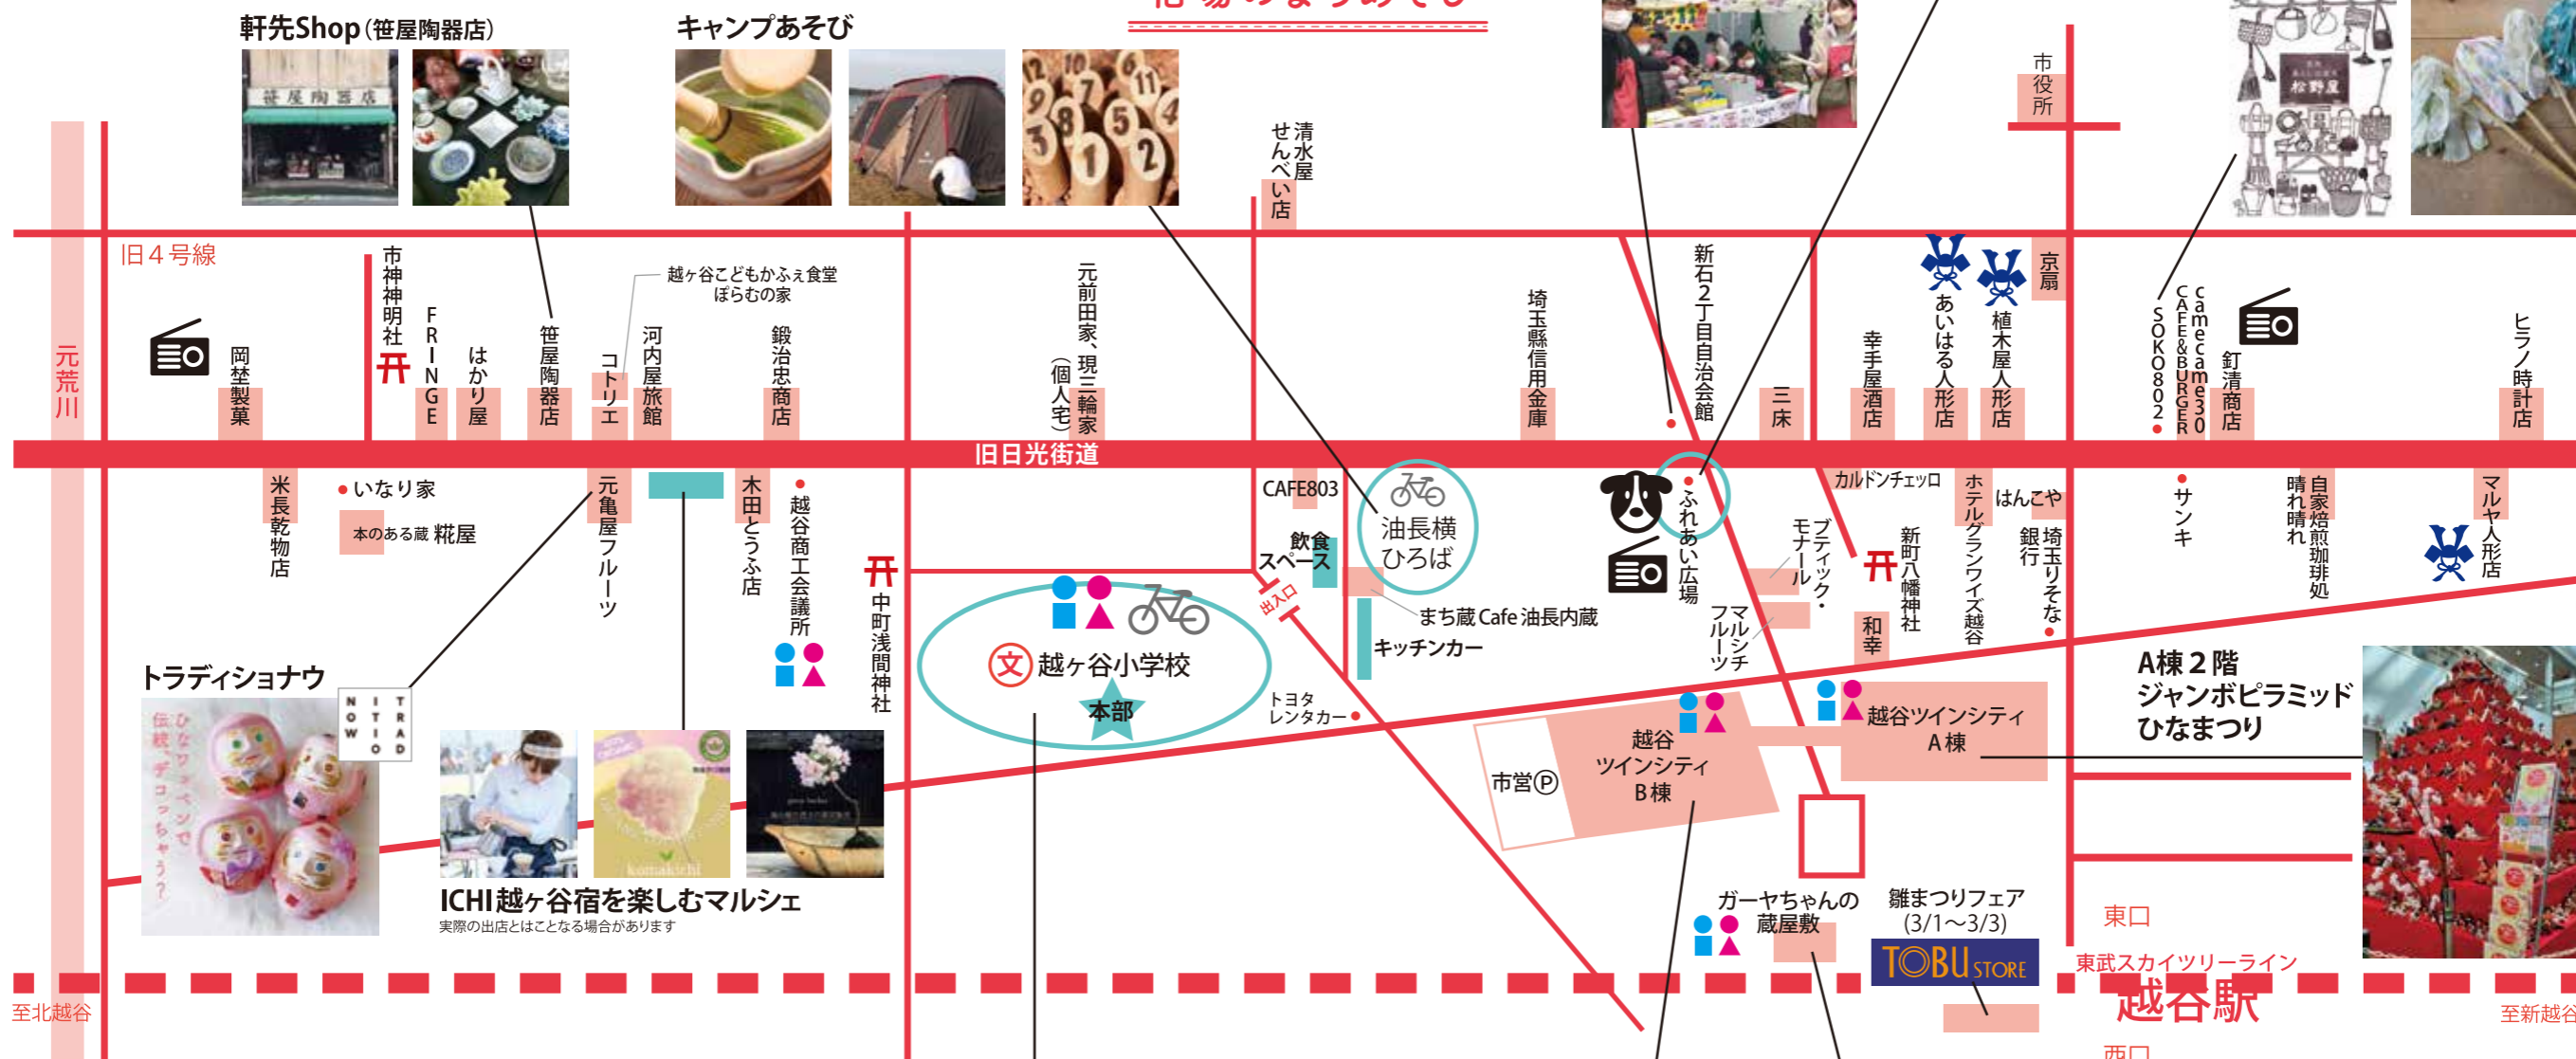 軒先Shop(笹屋陶器店)
笹屋陶器店
キャンプあそび
清水屋
せんべい店
市役所
松野屋
旧4号線
元荒川
岡埜製菓
市神神明社
FRINGE
はかり屋
笹屋陶器店
越ヶ谷こどもかふぇ食堂
ぽらむの家
コトリエ
河内屋旅館
鍛治忠商店
元前田家、現三輪家
(個人宅)
埼玉縣信用金庫
新石2丁目自治会館
三床
幸手屋酒店
あいはる人形店
植木屋人形店
京扇
SOKO802
camecame30
CAFE&BURGER
釘清商店
ヒラノ時計店
旧日光街道
米長乾物店
いなり家
本のある蔵 糀屋
元亀屋フルーツ
木田とうふ店
越谷商工会議所
中町浅間神社
CAFE803
飲食
スペース
油長横
ひろば
まち蔵 Cafe 油長内蔵
キッチンカー
出入口
文 越ヶ谷小学校
本部
トヨタ
レンタカー
ふれあい広場
カルドンチェッロ
ブティック・
モナール
マルシチ
フルーツ
新町八幡神社
和幸
ホテルグランワイズ越谷
はんこや
埼玉りそな
銀行
サンキ
自家焙煎珈琲処
晴れ晴れ
マルヤ人形店
トラディショナウ
TRAD
ITIO
NOW
ひなワッペンで
伝統、デコっちゃう?
komakichi
ICHI越ヶ谷宿を楽しむマルシェ
実際の出店とはことなる場合があります
市営Ⓟ
越谷
ツインシティ
B棟
越谷ツインシティ
A棟
A棟2階
ジャンボピラミッド
ひなまつり
ガーヤちゃんの
蔵屋敷
雛まつりフェア
(3/1〜3/3)
TOBU STORE
東口
東武スカイツリーライン
越谷駅
西口
至北越谷
至新越谷